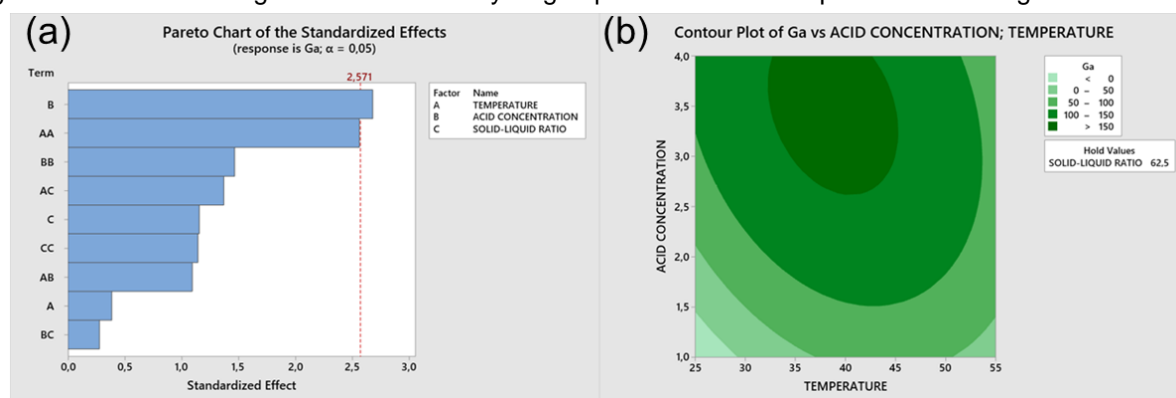 (a)
Pareto Chart of the Standardized Effects
(response is Ga; α = 0,05)
Term
2,571
B
AA
BB
AC
C
CC
AB
A
BC
0,0 0,5 1,0 1,5 2,0 2,5 3,0
Standardized Effect
Factor Name
A TEMPERATURE
B ACID CONCENTRATION
C SOLID-LIQUID RATIO
(b)
Contour Plot of Ga vs ACID CONCENTRATION; TEMPERATURE
ACID CONCENTRATION
4,0
3,5
3,0
2,5
2,0
1,5
1,0
25 30 35 40 45 50 55
TEMPERATURE
Ga
< 0
0 – 50
50 – 100
100 – 150
> 150
Hold Values
SOLID-LIQUID RATIO 62,5